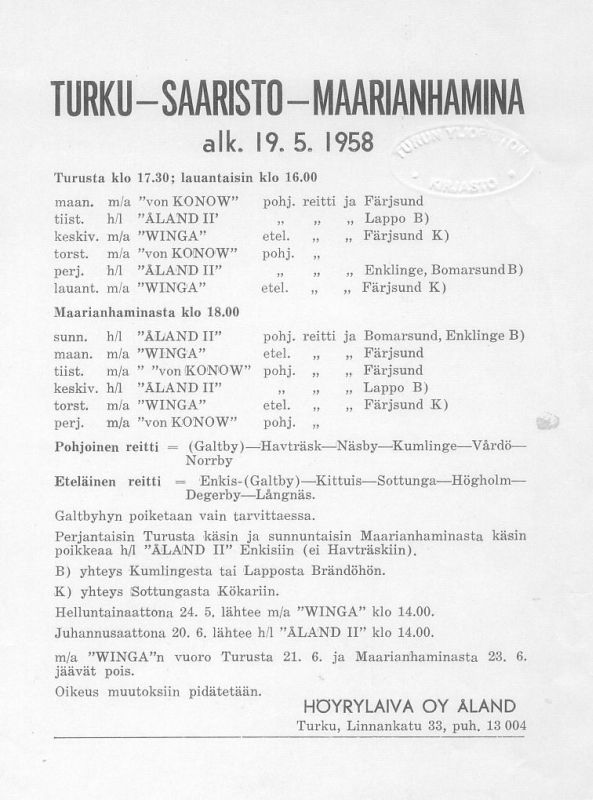 TURKU—SAARISTO—MAARIANHAMINA
alk. 19. 5. 1958
TURUN YLIOPISTON
KIRJASTO
Turusta klo 17.30; lauantaisin klo 16.00
maan. m/a "von KONOW" pohj. reitti ja Färjsund
tiist. h/l "ÅLAND II' „ „ „ Lappo B)
keskiv. m/a "WINGA" etel. „ „ Färjsund K)
torst. m/a "von KONOW" pohj. „
perj. h/l "ÅLAND II" „ „ „ Enklinge, Bomarsund B)
lauant. m/a "WINGA" etel. „ „ Färjsund K)
Maarianhaminasta klo 18.00
sunn. h/l "ÅLAND II" pohj. reitti ja Bomarsund, Enklinge B)
maan. m/a "WINGA" etel. „ „ Färjsund
tiist. m/a " "von KONOW" pohj. „ „ Färjsund
keskiv. h/l "ÅLAND II" „ „ „ Lappo B)
torst. m/a "WINGA" etel. „ „ Färjsund K)
perj. m/a "von KONOW" pohj. „
Pohjoinen reitti = (Galtby)—Havträsk—Näsby—Kumlinge—Vårdö—
Norrby
Eteläinen reitti = Enkis-(Galtby)—Kittuis—Sottunga—Högholm—
Degerby—Långnäs.
Galtbyhyn poiketaan vain tarvittaessa.
Perjantaisin Turusta käsin ja sunnuntaisin Maarianhaminasta käsin
poikkeaa h/l "ÅLAND II" Enkisiin (ei Havträskiin).
B) yhteys Kumlingesta tai Lapposta Brändöhön.
K) yhteys Sottungasta Kökariin.
Helluntainaattona 24. 5. lähtee m/a "WINGA" klo 14.00.
Juhannusaattona 20. 6. lähtee h/l "ÅLAND II" klo 14.00.
m/a "WINGA"n vuoro Turusta 21. 6. ja Maarianhaminasta 23. 6.
jäävät pois.
Oikeus muutoksiin pidätetään.
HÖYRYLAIVA OY ÅLAND
Turku, Linnankatu 33, puh. 13 004